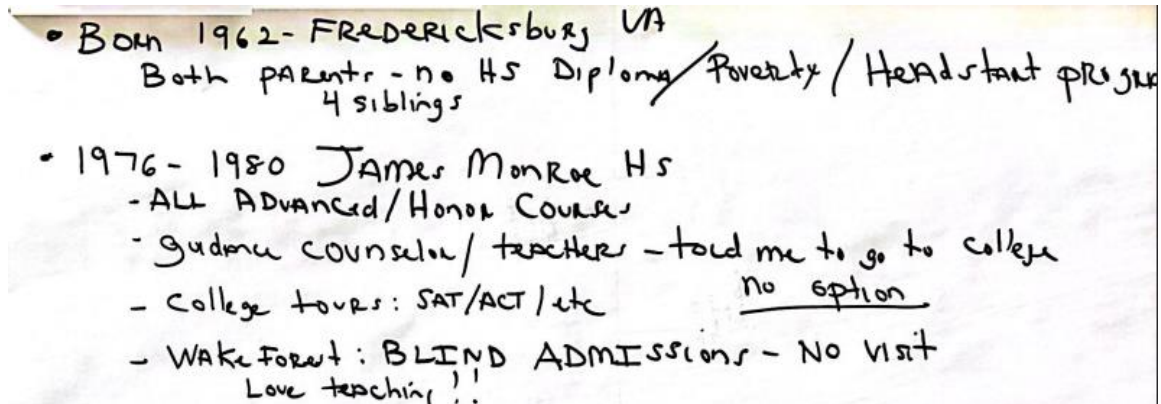 • Born 1962 - FREDERICKsburg VA
Both parents - no HS Diploma / Poverty / Headstart progra
4 siblings
• 1976 - 1980 James Monroe HS
- ALL ADvanced / Honor Courses
- guidance counselor / teachers - told me to go to college
no option
- College tours: SAT/ACT / etc
- Wake Forest: BLIND ADMISSIONS - No visit
Love teaching!!